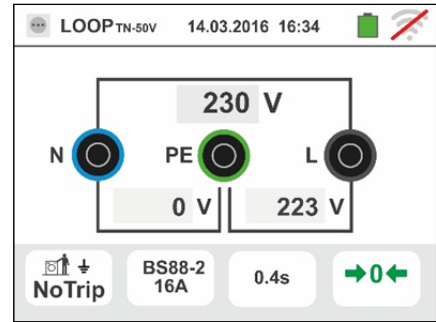 LOOP TN-50V 14.03.2016 16:34
230 V
N PE L
0 V 223 V
NoTrip BS88-2 16A 0.4s →0←